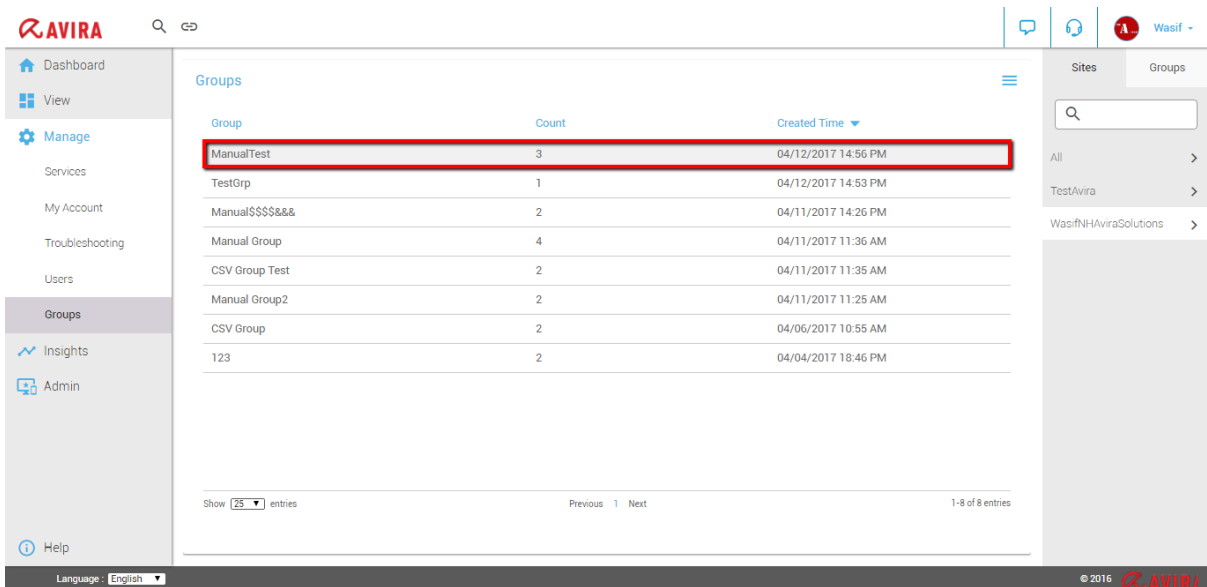 AVIRA
Wasif
Dashboard
View
Manage
Services
My Account
Troubleshooting
Users
Groups
Insights
Admin
Help
Groups
Group Count Created Time
ManualTest 3 04/12/2017 14:56 PM
TestGrp 1 04/12/2017 14:53 PM
Manual$$$$&&& 2 04/11/2017 14:26 PM
Manual Group 4 04/11/2017 11:36 AM
CSV Group Test 2 04/11/2017 11:35 AM
Manual Group2 2 04/11/2017 11:25 AM
CSV Group 2 04/06/2017 10:55 AM
123 2 04/04/2017 18:46 PM
Show 25 entries Previous 1 Next 1-8 of 8 entries
Sites Groups
All
TestAvira
WasifNHAviraSolutions
Language : English © 2016 AVIRA